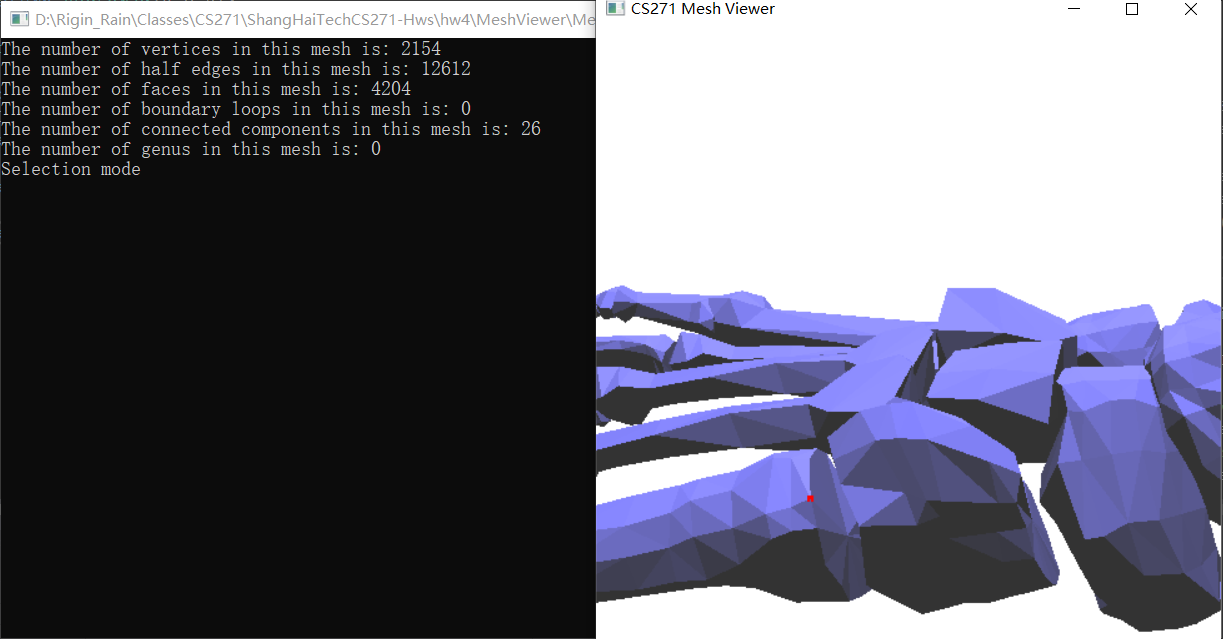 D:\Rigin_Rain\Classes\CS271\ShangHaiTechCS271-Hws\hw4\MeshViewer\Me
CS271 Mesh Viewer
The number of vertices in this mesh is: 2154
The number of half edges in this mesh is: 12612
The number of faces in this mesh is: 4204
The number of boundary loops in this mesh is: 0
The number of connected components in this mesh is: 26
The number of genus in this mesh is: 0
Selection mode